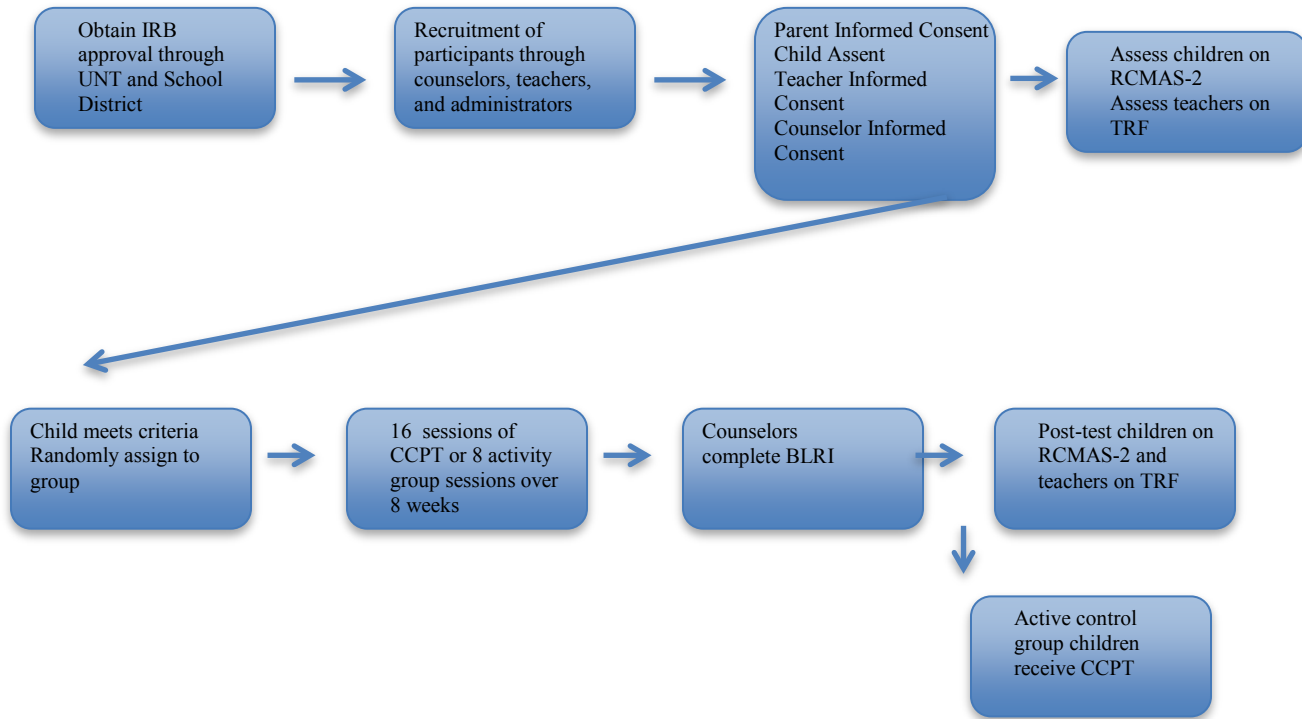 Obtain IRB
approval through
UNT and School
District
Recruitment of
participants through
counselors, teachers,
and administrators
Parent Informed Consent
Child Assent
Teacher Informed
Consent
Counselor Informed
Consent
Assess children on
RCMAS-2
Assess teachers on
TRF
Child meets criteria
Randomly assign to
group
16 sessions of
CCPT or 8 activity
group sessions over
8 weeks
Counselors
complete BLRI
Post-test children on
RCMAS-2 and
teachers on TRF
Active control
group children
receive CCPT